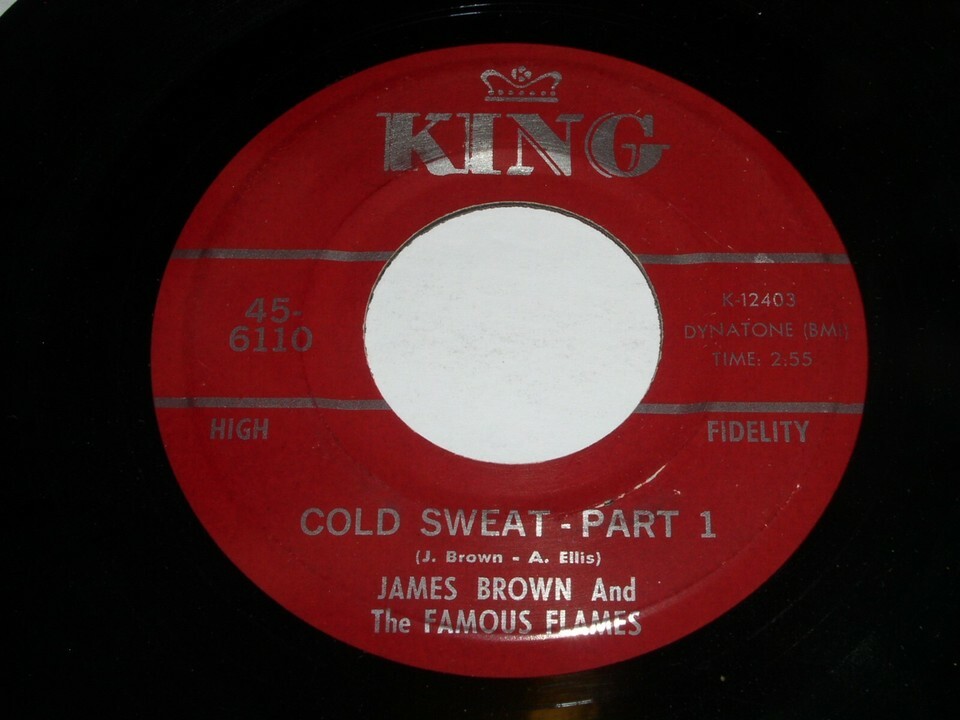 KING
45-
6110
K-12403
DYNATONE (BMI)
TIME: 2:55
HIGH
FIDELITY
COLD SWEAT - PART 1
(J. Brown - A. Ellis)
JAMES BROWN And
The FAMOUS FLAMES